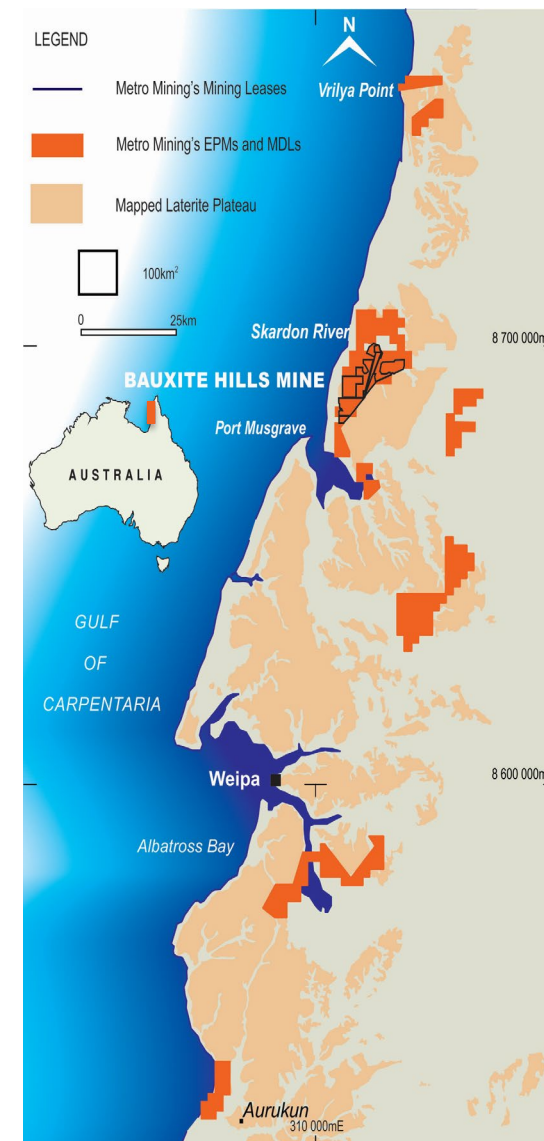 LEGEND
N
Metro Mining's Mining Leases
Vrilya Point
Metro Mining's EPMs and MDLs
Mapped Laterite Plateau
100km²
0 25km
Skardon River
8 700 000mN
BAUXITE HILLS MINE
Port Musgrave
AUSTRALIA
GULF
OF
CARPENTARIA
Weipa
8 600 000mN
Albatross Bay
Aurukun
310 000mE